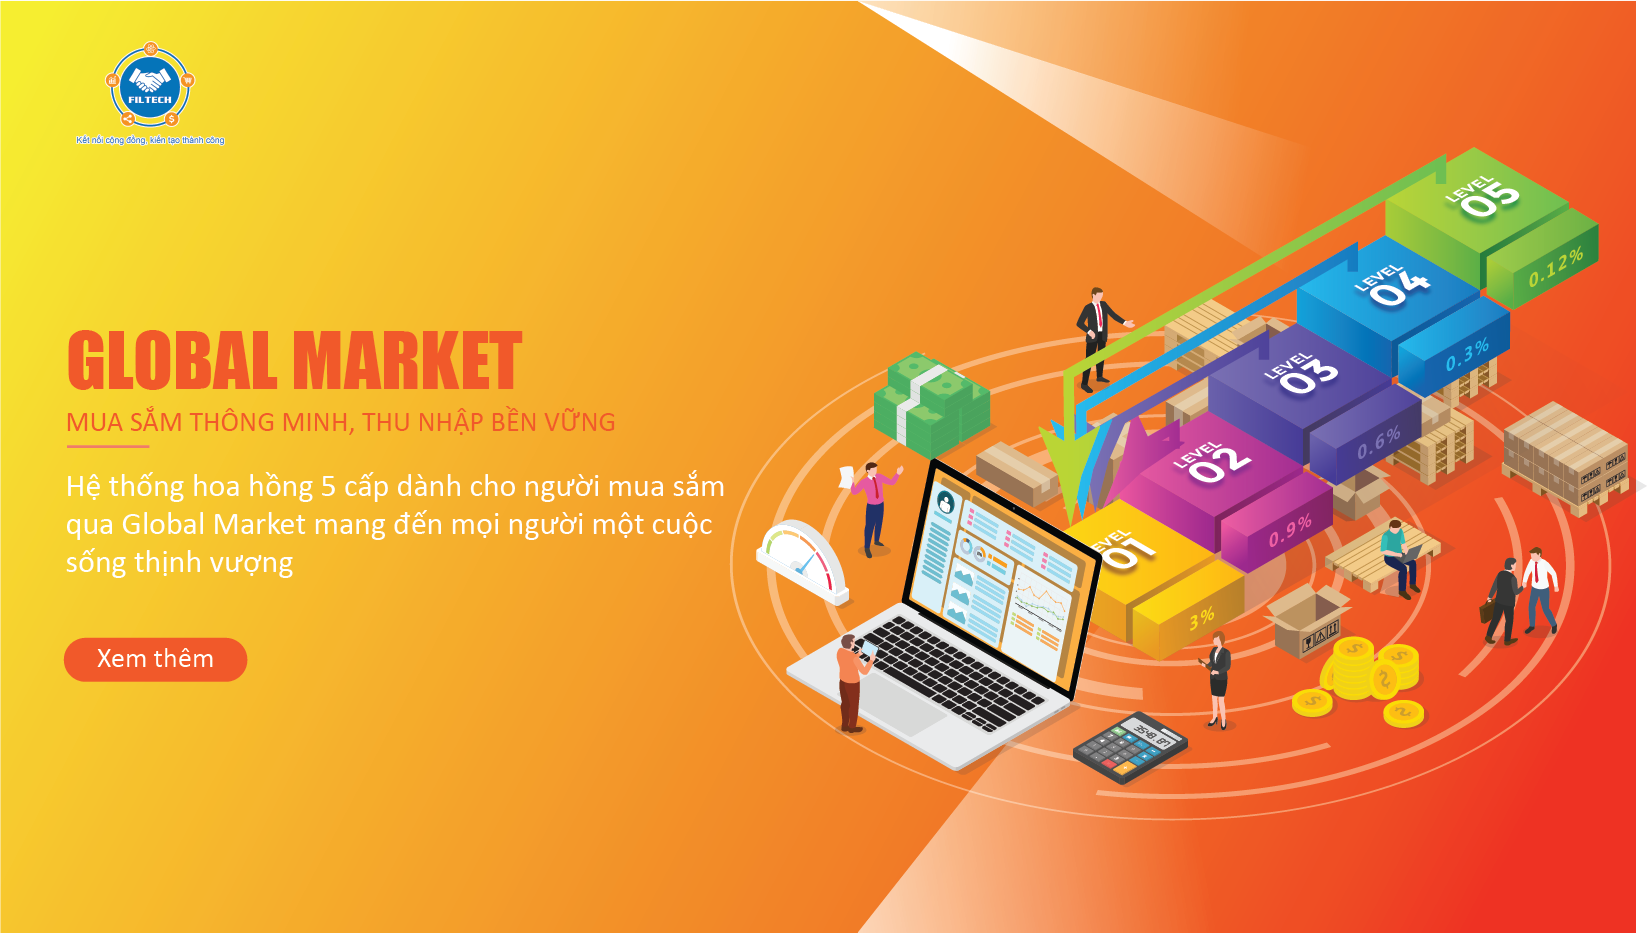 FILTECH
Kết nối cộng đồng, kiến tạo thành công
GLOBAL MARKET
MUA SẮM THÔNG MINH, THU NHẬP BỀN VỮNG
Hệ thống hoa hồng 5 cấp dành cho người mua sắm
qua Global Market mang đến mọi người một cuộc
sống thịnh vượng
Xem thêm
LEVEL
05
0.12%
LEVEL
04
0.3%
LEVEL
03
0.6%
LEVEL
02
0.9%
LEVEL
01
3%